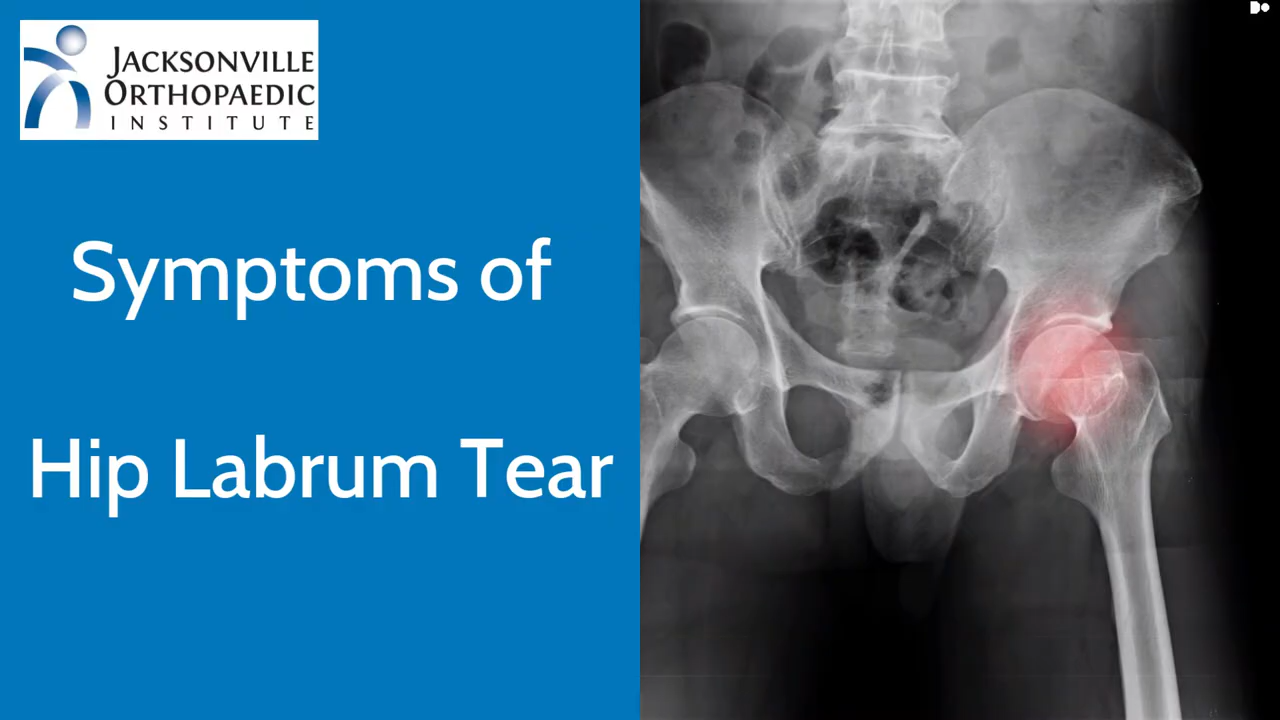 JACKSONVILLE
ORTHOPAEDIC
INSTITUTE
Symptoms of
Hip Labrum Tear